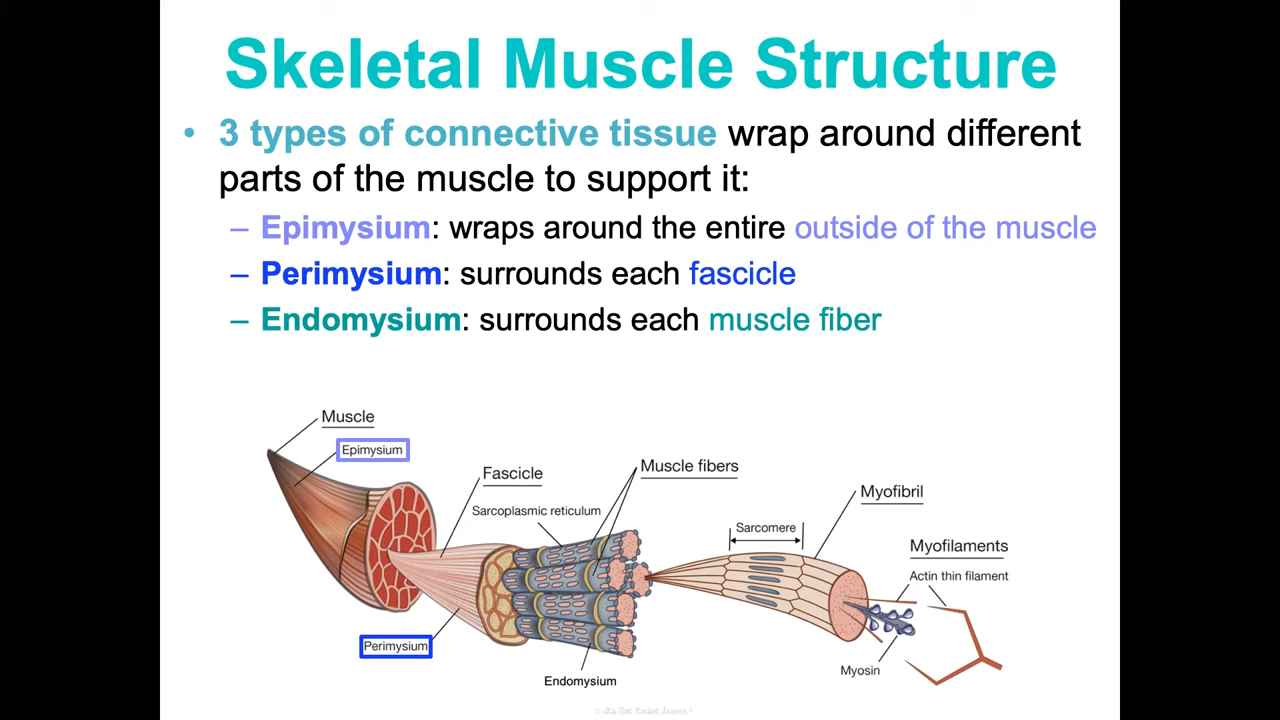 Skeletal Muscle Structure
• 3 types of connective tissue wrap around different
parts of the muscle to support it:
– Epimysium: wraps around the entire outside of the muscle
– Perimysium: surrounds each fascicle
– Endomysium: surrounds each muscle fiber
Muscle
Epimysium
Fascicle
Muscle fibers
Sarcoplasmic reticulum
Myofibril
Sarcomere
Myofilaments
Actin thin filament
Perimysium
Myosin
Endomysium